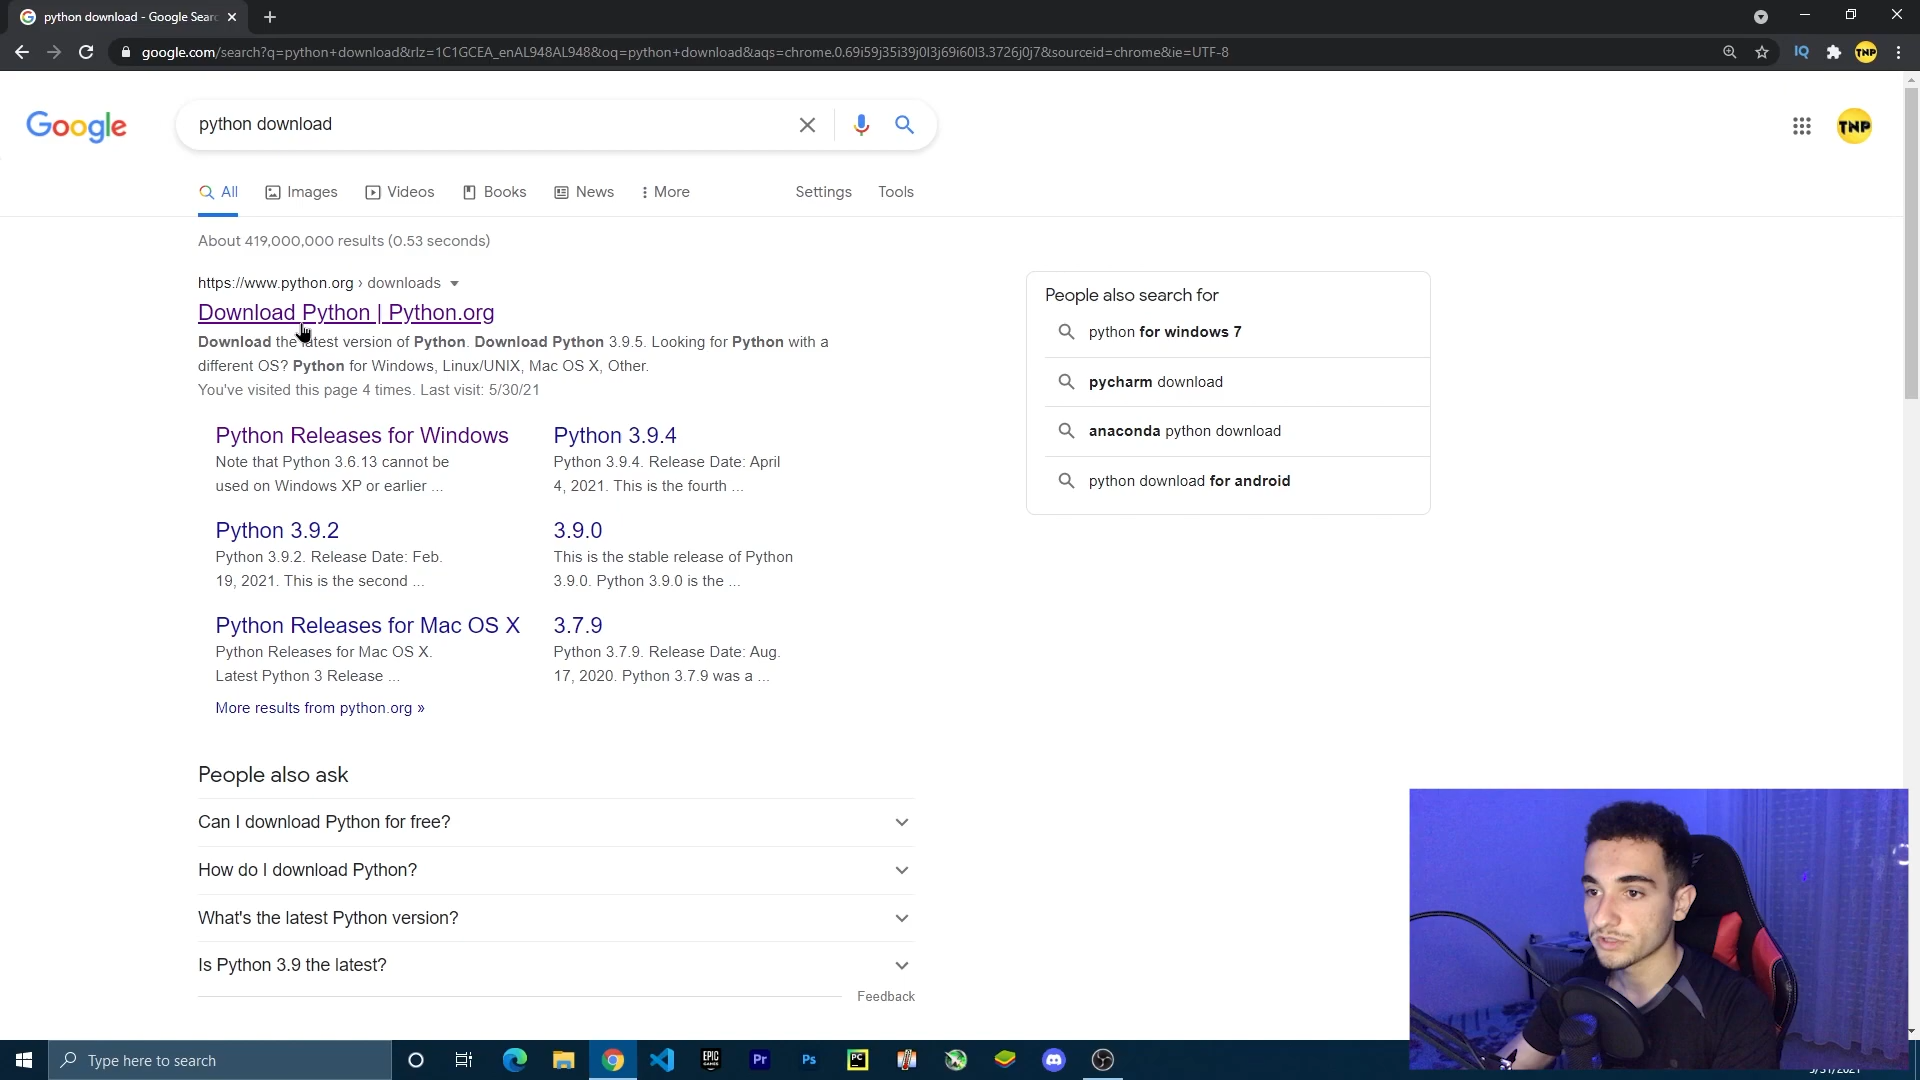 python download - Google Sear
google.com/search?q=python+download&rlz=1C1GCEA_enAL948AL948&oq=python+download&aqs=chrome.0.69i59j35i39j0l3j69i60l3.3726j0j7&sourceid=chrome&ie=UTF-8
IQ
TNP
Google
python download
TNP
All
Images
Videos
Books
News
More
Settings
Tools
About 419,000,000 results (0.53 seconds)
https://www.python.org › downloads
Download Python | Python.org
Download the latest version of Python. Download Python 3.9.5. Looking for Python with a
different OS? Python for Windows, Linux/UNIX, Mac OS X, Other.
You've visited this page 4 times. Last visit: 5/30/21
Python Releases for Windows
Note that Python 3.6.13 cannot be
used on Windows XP or earlier ...
Python 3.9.4
Python 3.9.4. Release Date: April
4, 2021. This is the fourth ...
Python 3.9.2
Python 3.9.2. Release Date: Feb.
19, 2021. This is the second ...
3.9.0
This is the stable release of Python
3.9.0. Python 3.9.0 is the ...
Python Releases for Mac OS X
Python Releases for Mac OS X.
Latest Python 3 Release ...
3.7.9
Python 3.7.9. Release Date: Aug.
17, 2020. Python 3.7.9 was a ...
More results from python.org »
People also search for
python for windows 7
pycharm download
anaconda python download
python download for android
People also ask
Can I download Python for free?
How do I download Python?
What's the latest Python version?
Is Python 3.9 the latest?
Feedback
Type here to search
EPIC GAMES
Pr
Ps
PC